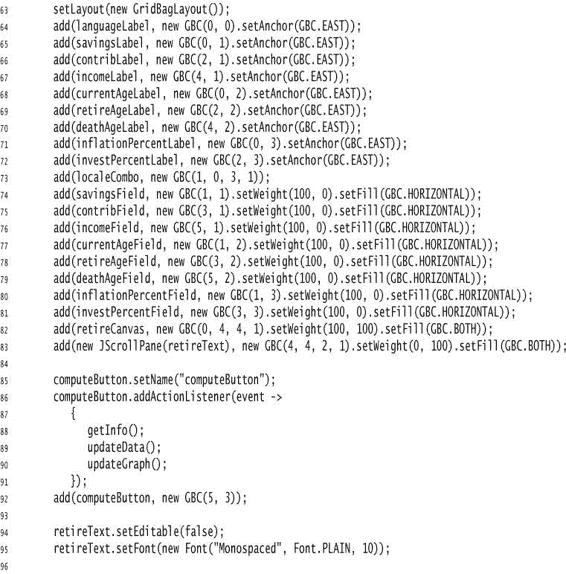 63 setLayout(new GridBagLayout());
64 add(languageLabel, new GBC(0, 0).setAnchor(GBC.EAST));
65 add(savingsLabel, new GBC(0, 1).setAnchor(GBC.EAST));
66 add(contribLabel, new GBC(2, 1).setAnchor(GBC.EAST));
67 add(incomeLabel, new GBC(4, 1).setAnchor(GBC.EAST));
68 add(currentAgeLabel, new GBC(0, 2).setAnchor(GBC.EAST));
69 add(retireAgeLabel, new GBC(2, 2).setAnchor(GBC.EAST));
70 add(deathAgeLabel, new GBC(4, 2).setAnchor(GBC.EAST));
71 add(inflationPercentLabel, new GBC(0, 3).setAnchor(GBC.EAST));
72 add(investPercentLabel, new GBC(2, 3).setAnchor(GBC.EAST));
73 add(localeCombo, new GBC(1, 0, 3, 1));
74 add(savingsField, new GBC(1, 1).setWeight(100, 0).setFill(GBC.HORIZONTAL));
75 add(contribField, new GBC(3, 1).setWeight(100, 0).setFill(GBC.HORIZONTAL));
76 add(incomeField, new GBC(5, 1).setWeight(100, 0).setFill(GBC.HORIZONTAL));
77 add(currentAgeField, new GBC(1, 2).setWeight(100, 0).setFill(GBC.HORIZONTAL));
78 add(retireAgeField, new GBC(3, 2).setWeight(100, 0).setFill(GBC.HORIZONTAL));
79 add(deathAgeField, new GBC(5, 2).setWeight(100, 0).setFill(GBC.HORIZONTAL));
80 add(inflationPercentField, new GBC(1, 3).setWeight(100, 0).setFill(GBC.HORIZONTAL));
81 add(investPercentField, new GBC(3, 3).setWeight(100, 0).setFill(GBC.HORIZONTAL));
82 add(retireCanvas, new GBC(0, 4, 4, 1).setWeight(100, 100).setFill(GBC.BOTH));
83 add(new JScrollPane(retireText), new GBC(4, 4, 2, 1).setWeight(0, 100).setFill(GBC.BOTH));
84
85 computeButton.setName("computeButton");
86 computeButton.addActionListener(event ->
87 {
88 getInfo();
89 updateData();
90 updateGraph();
91 });
92 add(computeButton, new GBC(5, 3));
93
94 retireText.setEditable(false);
95 retireText.setFont(new Font("Monospaced", Font.PLAIN, 10));
96